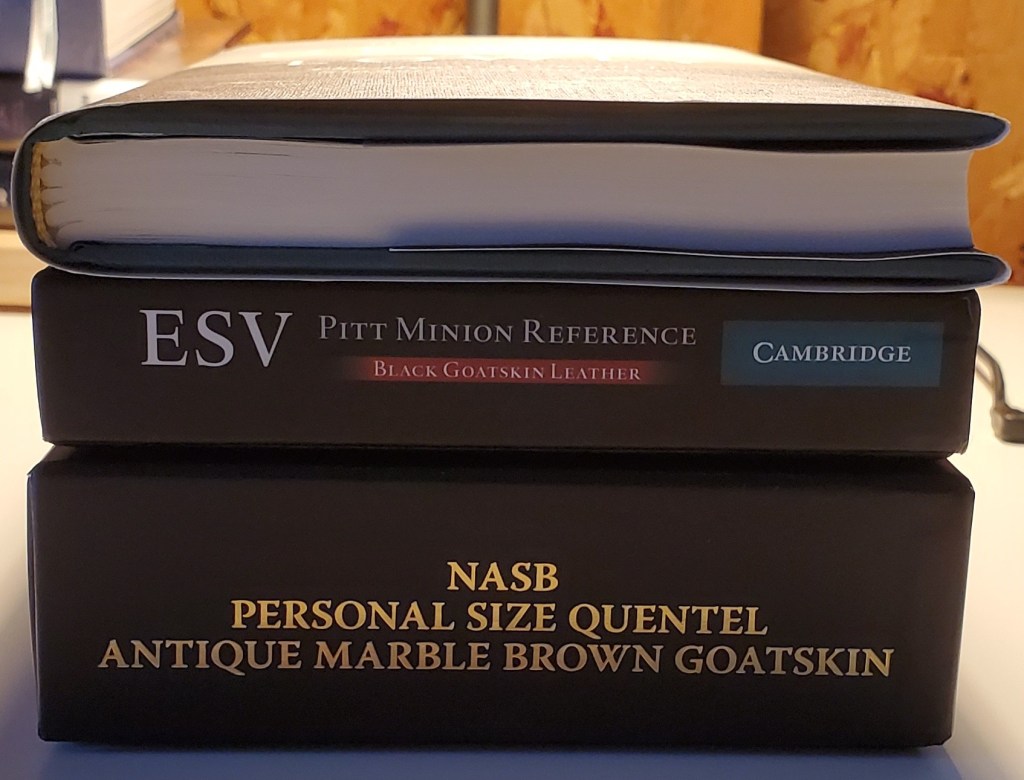 ESV
PITT MINION REFERENCE
BLACK GOATSKIN LEATHER
CAMBRIDGE
NASB
PERSONAL SIZE QUENTEL
ANTIQUE MARBLE BROWN GOATSKIN